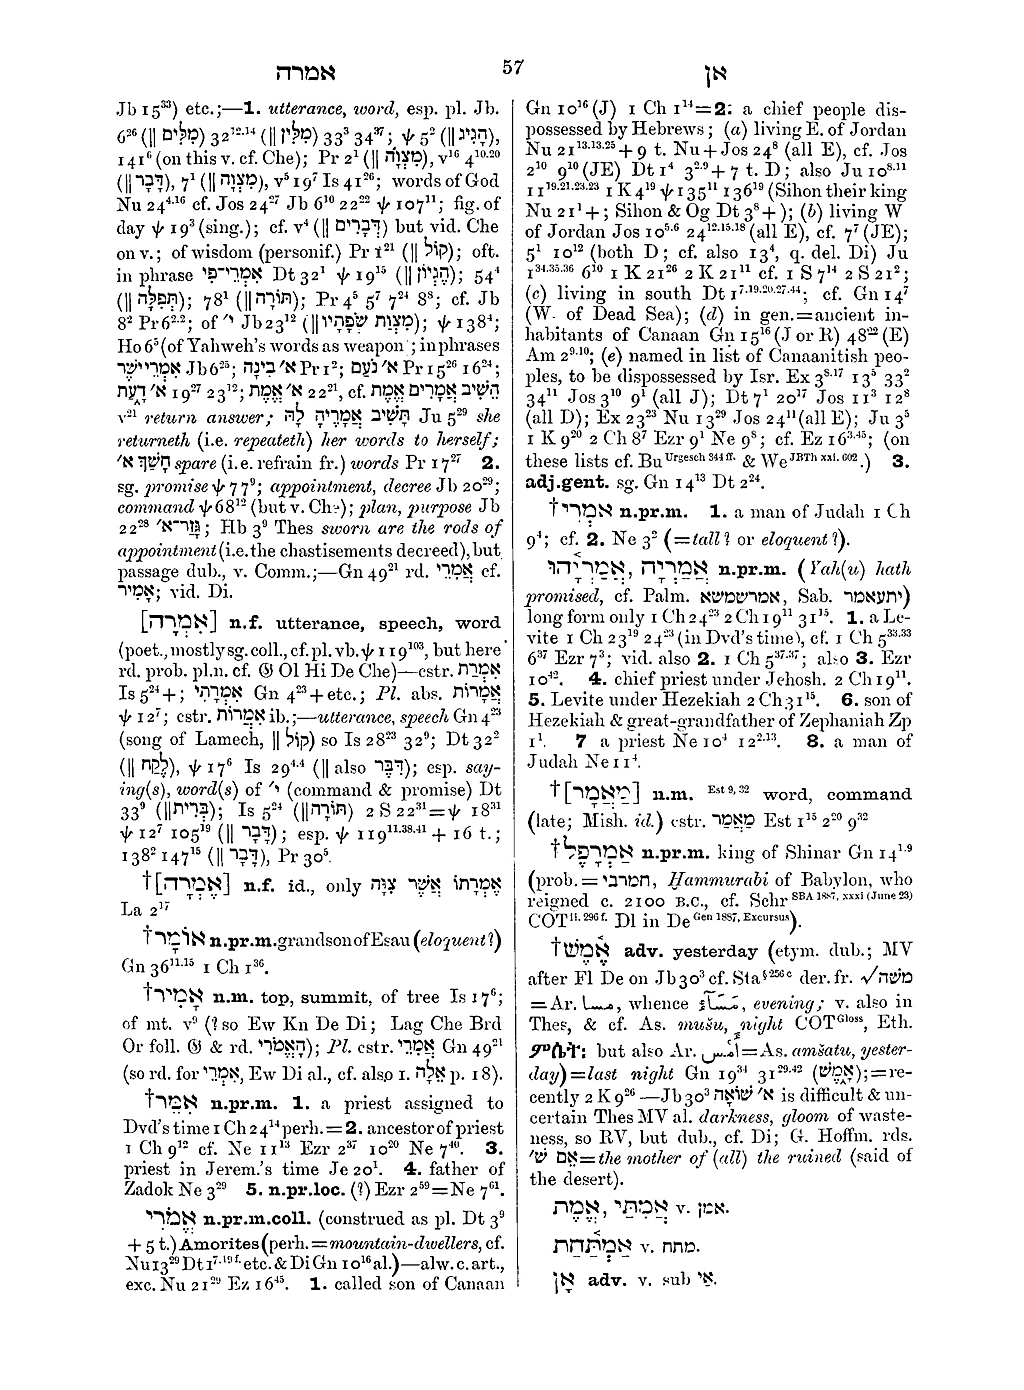 אמרה 57 אן
Jb 15³³) etc.;—1. utterance, word, esp. pl. Jb.
6²⁶ (‖ מִלִּים) 32¹²·¹⁴ (‖ מִלִּין) 33³ 34³⁷; ψ 5² (‖ הָגִיג),
141⁶ (on this v. cf. Che); Pr 2¹ (‖ מִצְוֺה), v¹⁶ 4¹⁰·²⁰
(‖ דָּבָר), 7¹ (‖ מִצְוָה), v⁵ 19⁷ Is 41²⁶; words of God
Nu 24⁴·¹⁶ cf. Jos 24²⁷ Jb 6¹⁰ 22²² ψ 107¹¹; fig. of
day ψ 19³ (sing.); cf. v⁴ (‖ דְּבָרִים) but vid. Che
on v.; of wisdom (personif.) Pr 1²¹ (‖ קוֹל); oft.
in phrase אִמְרֵי־פִי Dt 32¹ ψ 19¹⁵ (‖ הֶגְיוֹן); 54⁴
(‖ תְּפִלָּה); 78¹ (‖ תּוֹרָה); Pr 4⁵ 5⁷ 7²⁴ 8⁸; cf. Jb
8² Pr 6²·²; of י׳ Jb 23¹² (‖ מִצְוַת שְׂפָתָיו); ψ 138⁴;
Ho 6⁵ (of Yahweh's words as weapon; in phrases
אִמְרֵי יֹשֶׁר Jb 6²⁵; א׳ בִינָה Pr 1²; א׳ נֹעַם Pr 15²⁶ 16²⁴;
א׳ דָעַת 19²⁷ 23¹²; א׳ אֱמֶת 22²¹, cf. הָשִׁיב אֲמָרִים אֱמֶת
v²¹ return answer; תָּשִׁיב אֲמָרֶיהָ לָהּ Ju 5²⁹ she
returneth (i.e. repeateth) her words to herself;
חֹשֵׂךְ א׳ spare (i.e. refrain fr.) words Pr 17²⁷ 2.
sg. promise ψ 77⁹; appointment, decree Jb 20²⁹;
command ψ 68¹² (but v. Che); plan, purpose Jb
22²⁸ גְּזַר־א׳; Hb 3⁹ Thes sworn are the rods of
appointment (i.e. the chastisements decreed), but
passage dub., v. Comm.;—Gn 49²¹ rd. אֲמָרֵי cf.
אָמִיר; vid. Di.
[אִמְרָה] n.f. utterance, speech, word
(poet., mostly sg. coll., cf. pl. vb. ψ 119¹⁰³, but here
rd. prob. pl.n. cf. 𝔊 Ol Hi De Che)—cstr. אִמְרַת
Is 5²⁴ +; אִמְרָתִי Gn 4²³ + etc.; Pl. abs. אֲמָרוֹת
ψ 12⁷; cstr. אִמְרוֹת ib.;—utterance, speech Gn 4²³
(song of Lamech, ‖ קוֹל) so Is 28²³ 32⁹; Dt 32²
(‖ לֶקַח), ψ 17⁶ Is 29⁴·⁴ (‖ also דִּבֶּר); esp. say-
ing(s), word(s) of י׳ (command & promise) Dt
33⁹ (‖ בְּרִית); Is 5²⁴ (‖ תּוֹרָה) 2 S 22³¹ = ψ 18³¹
ψ 12⁷ 105¹⁹ (‖ דָּבָר); esp. ψ 119¹¹·³⁸·⁴¹ + 16 t.;
138² 147¹⁵ (‖ דָּבָר), Pr 30⁵.
†[אֶמְרָה] n.f. id., only אֶמְרָתוֹ אֲשֶׁר צִוָּה
La 2¹⁷
†אוֹמָר n.pr.m. grandson of Esau (eloquent?)
Gn 36¹¹·¹⁵ 1 Ch 1³⁶.
†אָמִיר n.m. top, summit, of tree Is 17⁶;
of mt. v⁹ (? so Ew Kn De Di; Lag Che Brd
Or foll. 𝔊 & rd. הָאֱמֹרִי); Pl. cstr. אֲמִרֵי Gn 49²¹
(so rd. for אִמְרֵי, Ew Di al., cf. also 1. אֵלָה p. 18).
†אִמֵּר n.pr.m. 1. a priest assigned to
Dvd's time 1 Ch 24¹⁴ perh. = 2. ancestor of priest
1 Ch 9¹² cf. Ne 11¹³ Ezr 2³⁷ 10²⁰ Ne 7⁴⁰. 3.
priest in Jerem.'s time Je 20¹. 4. father of
Zadok Ne 3²⁹ 5. n.pr.loc. (?) Ezr 2⁵⁹ = Ne 7⁶¹.
אֱמֹרִי n.pr.m.coll. (construed as pl. Dt 3⁹
+ 5 t.) Amorites (perh. = mountain-dwellers, cf.
Nu 13²⁹ Dt 1⁷·¹⁹ᶠ· etc. & Di Gn 10¹⁶ al.)—alw. c. art.,
exc. Nu 21²⁹ Ez 16⁴⁵. 1. called son of Canaan
Gn 10¹⁶ (J) 1 Ch 1¹⁴ = 2. a chief people dis-
possessed by Hebrews; (a) living E. of Jordan
Nu 21¹³·¹³·²⁵ + 9 t. Nu + Jos 24⁸ (all E), cf. Jos
2¹⁰ 9¹⁰ (JE) Dt 1⁴ 3²·⁹ + 7 t. D; also Ju 10⁸·¹¹
11¹⁹·²¹·²³·²³ 1 K 4¹⁹ ψ 135¹¹ 136¹⁹ (Sihon their king
Nu 21¹ +; Sihon & Og Dt 3⁸ + ); (b) living W
of Jordan Jos 10⁵·⁶ 24¹²·¹⁵·¹⁸ (all E), cf. 7⁷ (JE);
5¹ 10¹² (both D; cf. also 13⁴, q. del. Di) Ju
1³⁴·³⁵·³⁶ 6¹⁰ 1 K 21²⁶ 2 K 21¹¹ cf. 1 S 7¹⁴ 2 S 21²;
(c) living in south Dt 1⁷·¹⁹·²⁰·²⁷·⁴⁴; cf. Gn 14⁷
(W. of Dead Sea); (d) in gen. = ancient in-
habitants of Canaan Gn 15¹⁶ (J or R) 48²² (E)
Am 2⁹·¹⁰; (e) named in list of Canaanitish peo-
ples, to be dispossessed by Isr. Ex 3⁸·¹⁷ 13⁵ 33²
34¹¹ Jos 3¹⁰ 9¹ (all J); Dt 7¹ 20¹⁷ Jos 11³ 12⁸
(all D); Ex 23²³ Nu 13²⁹ Jos 24¹¹ (all E); Ju 3⁵
1 K 9²⁰ 2 Ch 8⁷ Ezr 9¹ Ne 9⁸; cf. Ez 16³·⁴⁵; (on
these lists cf. Bu Urgesch 344 ff. & We JBTh xxi. 602.) 3.
adj.gent. sg. Gn 14¹³ Dt 2²⁴.
†אִמְרִי n.pr.m. 1. a man of Judah 1 Ch
9⁴; cf. 2. Ne 3² (= tall? or eloquent?).
אֲמַרְיָה, אֲמַרְיָהוּ n.pr.m. (Yah(u) hath
promised, cf. Palm. אמרשמשא, Sab. יתעאמר)
long form only 1 Ch 24²³ 2 Ch 19¹¹ 31¹⁵. 1. a Le-
vite 1 Ch 23¹⁹ 24²³ (in Dvd's time), cf. 1 Ch 5³³·³³
6³⁷ Ezr 7³; vid. also 2. 1 Ch 5³⁷·³⁷; also 3. Ezr
10⁴². 4. chief priest under Jehosh. 2 Ch 19¹¹.
5. Levite under Hezekiah 2 Ch 31¹⁵. 6. son of
Hezekiah & great-grandfather of Zephaniah Zp
1¹. 7 a priest Ne 10⁴ 12²·¹³. 8. a man of
Judah Ne 11⁴.
†[מַאֲמַר] n.m. Est 9, 32 word, command
(late; Mish. id.) cstr. מַאֲמַר Est 1¹⁵ 2²⁰ 9³²
†אַמְרָפֶל n.pr.m. king of Shinar Gn 14¹·⁹
(prob. = חמרבי, Ḥammurabi of Babylon, who
reigned c. 2100 B.C., cf. Schr SBA 1887, xxxi (June 23)
COT ii. 296 f. Dl in De Gen 1887, Excursus).
†אֶמֶשׁ adv. yesterday (etym. dub.; MV
after Fl De on Jb 30³ cf. Sta §256c der. fr. √משה
= Ar. مسا, whence مَسَآءٌ, evening; v. also in
Thes, & cf. As. mušu, night COT Gloss, Eth.
ምሴት: but also Ar. أَمْسِ = As. amšatu, yester-
day) = last night Gn 19³⁴ 31²⁹·⁴² (אָמֶשׁ); = re-
cently 2 K 9²⁶ — Jb 30³ א׳ שׁוֹאָה is difficult & un-
certain Thes MV al. darkness, gloom of waste-
ness, so RV, but dub., cf. Di; G. Hoffm. rds.
אֵם שׁ׳ = the mother of (all) the ruined (said of
the desert).
אֱמֶת, אֲמִתַּי v. אמן.
אַמְתַּחַת v. מתח.
אָן adv. v. sub אַי.